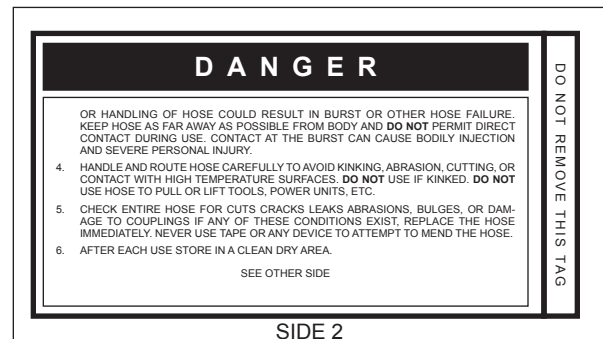 DANGER
OR HANDLING OF HOSE COULD RESULT IN BURST OR OTHER HOSE FAILURE.
KEEP HOSE AS FAR AWAY AS POSSIBLE FROM BODY AND DO NOT PERMIT DIRECT
CONTACT DURING USE. CONTACT AT THE BURST CAN CAUSE BODILY INJECTION
AND SEVERE PERSONAL INJURY.
4. HANDLE AND ROUTE HOSE CAREFULLY TO AVOID KINKING, ABRASION, CUTTING, OR
CONTACT WITH HIGH TEMPERATURE SURFACES. DO NOT USE IF KINKED. DO NOT
USE HOSE TO PULL OR LIFT TOOLS, POWER UNITS, ETC.
5. CHECK ENTIRE HOSE FOR CUTS CRACKS LEAKS ABRASIONS, BULGES, OR DAM-
AGE TO COUPLINGS IF ANY OF THESE CONDITIONS EXIST, REPLACE THE HOSE
IMMEDIATELY. NEVER USE TAPE OR ANY DEVICE TO ATTEMPT TO MEND THE HOSE.
6. AFTER EACH USE STORE IN A CLEAN DRY AREA.
SEE OTHER SIDE
DO NOT REMOVE THIS TAG
SIDE 2